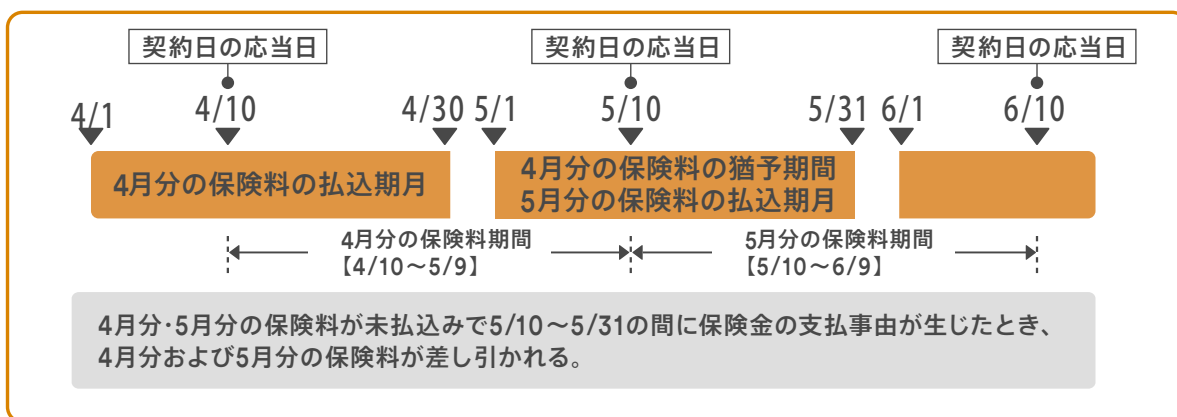 契約日の応当日 契約日の応当日 契約日の応当日
4/1 4/10 4/30 5/1 5/10 5/31 6/1 6/10
4月分の保険料の払込期月
4月分の保険料の猶予期間
5月分の保険料の払込期月
4月分の保険料期間
【4/10～5/9】
5月分の保険料期間
【5/10～6/9】
4月分･5月分の保険料が未払込みで5/10～5/31の間に保険金の支払事由が生じたとき、
4月分および5月分の保険料が差し引かれる。